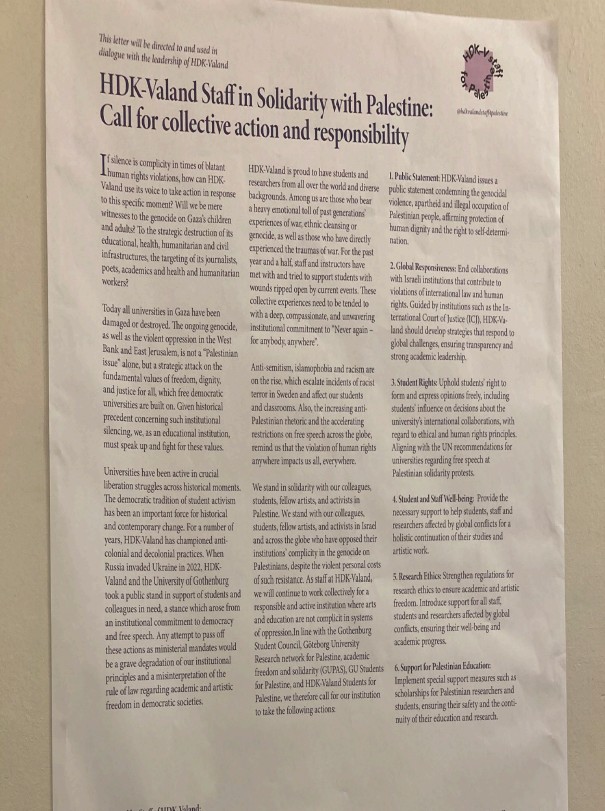 This letter will be directed to and used in
dialogue with the leadership of HDK-Valand
HDK-V staff for Palestine
@hdkvalandstaff4palestine
HDK-Valand Staff in Solidarity with Palestine:
Call for collective action and responsibility
If silence is complicity in times of blatant
human rights violations, how can HDK-
Valand use its voice to take action in response
to this specific moment? Will we be mere
witnesses to the genocide on Gaza's children
and adults? To the strategic destruction of its
educational, health, humanitarian and civil
infrastructures, the targeting of its journalists,
poets, academics and health and humanitarian
workers?
Today all universities in Gaza have been
damaged or destroyed. The ongoing genocide,
as well as the violent oppression in the West
Bank and East Jerusalem, is not a "Palestinian
issue" alone, but a strategic attack on the
fundamental values of freedom, dignity,
and justice for all, which free democratic
universities are built on. Given historical
precedent concerning such institutional
silencing, we, as an educational institution,
must speak up and fight for these values.
Universities have been active in crucial
liberation struggles across historical moments.
The democratic tradition of student activism
has been an important force for historical
and contemporary change. For a number of
years, HDK-Valand has championed anti-
colonial and decolonial practices. When
Russia invaded Ukraine in 2022, HDK-
Valand and the University of Gothenburg
took a public stand in support of students and
colleagues in need, a stance which arose from
an institutional commitment to democracy
and free speech. Any attempt to pass off
these actions as ministerial mandates would
be a grave degradation of our institutional
principles and a misinterpretation of the
rule of law regarding academic and artistic
freedom in democratic societies.
HDK-Valand is proud to have students and
researchers from all over the world and diverse
backgrounds. Among us are those who bear
a heavy emotional toll of past generations'
experiences of war, ethnic cleansing or
genocide, as well as those who have directly
experienced the traumas of war. For the past
year and a half, staff and instructors have
met with and tried to support students with
wounds ripped open by current events. These
collective experiences need to be tended to
with a deep, compassionate, and unwavering
institutional commitment to "Never again –
for anybody, anywhere".
Anti-semitism, islamophobia and racism are
on the rise, which escalate incidents of racist
terror in Sweden and affect our students
and classrooms. Also, the increasing anti-
Palestinian rhetoric and the accelerating
restrictions on free speech across the globe,
remind us that the violation of human rights
anywhere impacts us all, everywhere.
We stand in solidarity with our colleagues,
students, fellow artists, and activists in
Palestine. We stand with our colleagues,
students, fellow artists, and activists in Israel
and across the globe who have opposed their
institutions' complicity in the genocide on
Palestinians, despite the violent personal costs
of such resistance. As staff at HDK-Valand,
we will continue to work collectively for a
responsible and active institution where arts
and education are not complicit in systems
of oppression.In line with the Gothenburg
Student Council, Göteborg University
Research network for Palestine, academic
freedom and solidarity (GUPAS), GU Students
for Palestine, and HDK-Valand Students for
Palestine, we therefore call for our institution
to take the following actions:
1. Public Statement: HDK-Valand issues a
public statement condemning the genocidal
violence, apartheid and illegal occupation of
Palestinian people, affirming protection of
human dignity and the right to self-determi-
nation.
2. Global Responsiveness: End collaborations
with Israeli institutions that contribute to
violations of international law and human
rights. Guided by institutions such as the In-
ternational Court of Justice (ICJ), HDK-Va-
land should develop strategies that respond to
global challenges, ensuring transparency and
strong academic leadership.
3. Student Rights: Uphold students' right to
form and express opinions freely, including
students' influence on decisions about the
university's international collaborations, with
regard to ethical and human rights principles.
Aligning with the UN recommendations for
universities regarding free speech at
Palestinian solidarity protests.
4. Student and Staff Well-being: Provide the
necessary support to help students, staff and
researchers affected by global conflicts for a
holistic continuation of their studies and
artistic work.
5. Research Ethics: Strengthen regulations for
research ethics to ensure academic and artistic
freedom. Introduce support for all staff,
students and researchers affected by global
conflicts, ensuring their well-being and
academic progress.
6. Support for Palestinian Education:
Implement special support measures such as
scholarships for Palestinian researchers and
students, ensuring their safety and the conti-
nuity of their education and research.